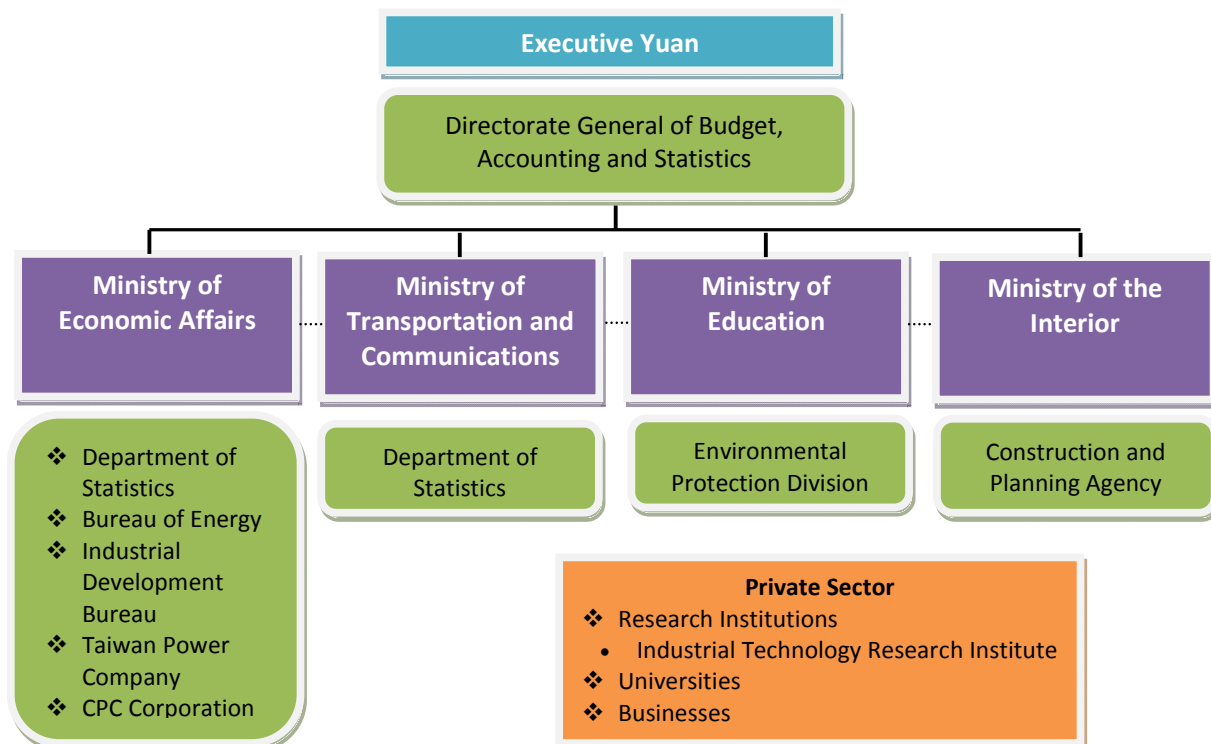 Executive Yuan
Directorate General of Budget,
Accounting and Statistics
Ministry of
Economic Affairs
Ministry of
Transportation and
Communications
Ministry of
Education
Ministry of the
Interior
❖ Department of
Statistics
❖ Bureau of Energy
❖ Industrial
Development
Bureau
❖ Taiwan Power
Company
❖ CPC Corporation
Department of
Statistics
Environmental
Protection Division
Construction and
Planning Agency
Private Sector
❖ Research Institutions
• Industrial Technology Research Institute
❖ Universities
❖ Businesses